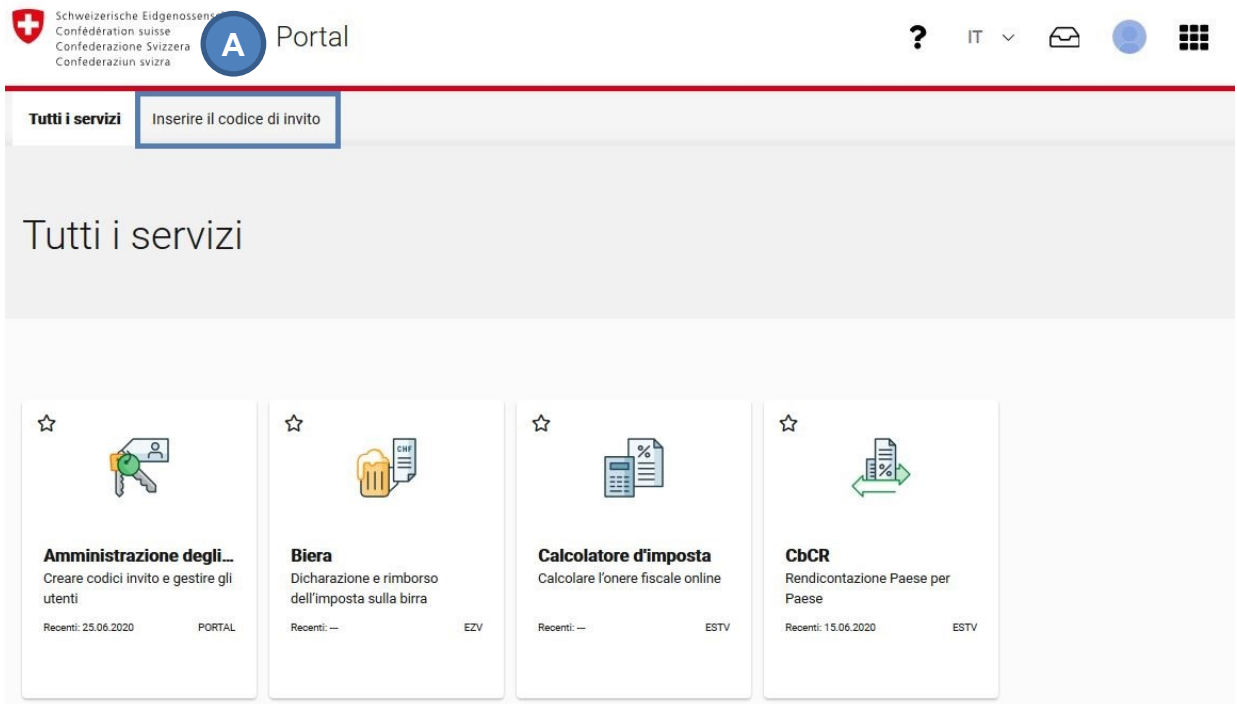 Schweizerische
Confédération suisse
Confederazione Svizzera
Confederaziun svizra
A
Portal
?
IT
Tutti i servizi
Inserire il codice di invito
Tutti i servizi
CHF
%
%
Amministrazione degli...
Creare codici invito e gestire gli
utenti
Recenti: 25.06.2020 PORTAL
Biera
Dicharazione e rimborso
dell'imposta sulla birra
Recenti: -- EZV
Calcolatore d'imposta
Calcolare l'onere fiscale online
Recenti: -- ESTV
CbCR
Rendicontazione Paese per
Paese
Recenti: 15.06.2020 ESTV